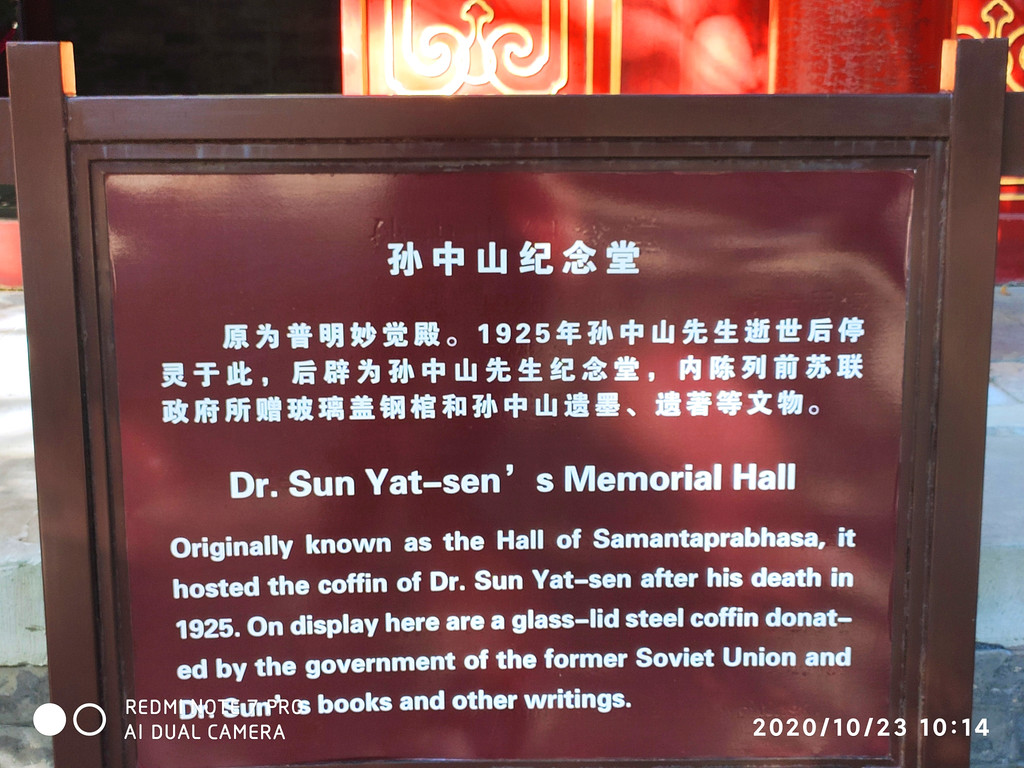 孙中山纪念堂
原为普明妙觉殿。1925年孙中山先生逝世后停
灵于此，后辟为孙中山先生纪念堂，内陈列前苏联
政府所赠玻璃盖钢棺和孙中山遗墨、遗著等文物。
Dr. Sun Yat-sen’s Memorial Hall
Originally known as the Hall of Samantaprabhasa, it
hosted the coffin of Dr. Sun Yat-sen after his death in
1925. On display here are a glass-lid steel coffin donat-
ed by the government of the former Soviet Union and
Dr. Sun’s books and other writings.
REDMI NOTE 7 PRO
AI DUAL CAMERA
2020/10/23 10:14